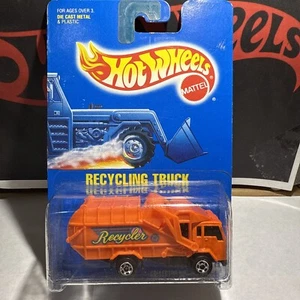 FOR AGES OVER 3.
DIE CAST METAL
& PLASTIC
Hot Wheels
MATTEL
RECYCLING TRUCK
Recycler